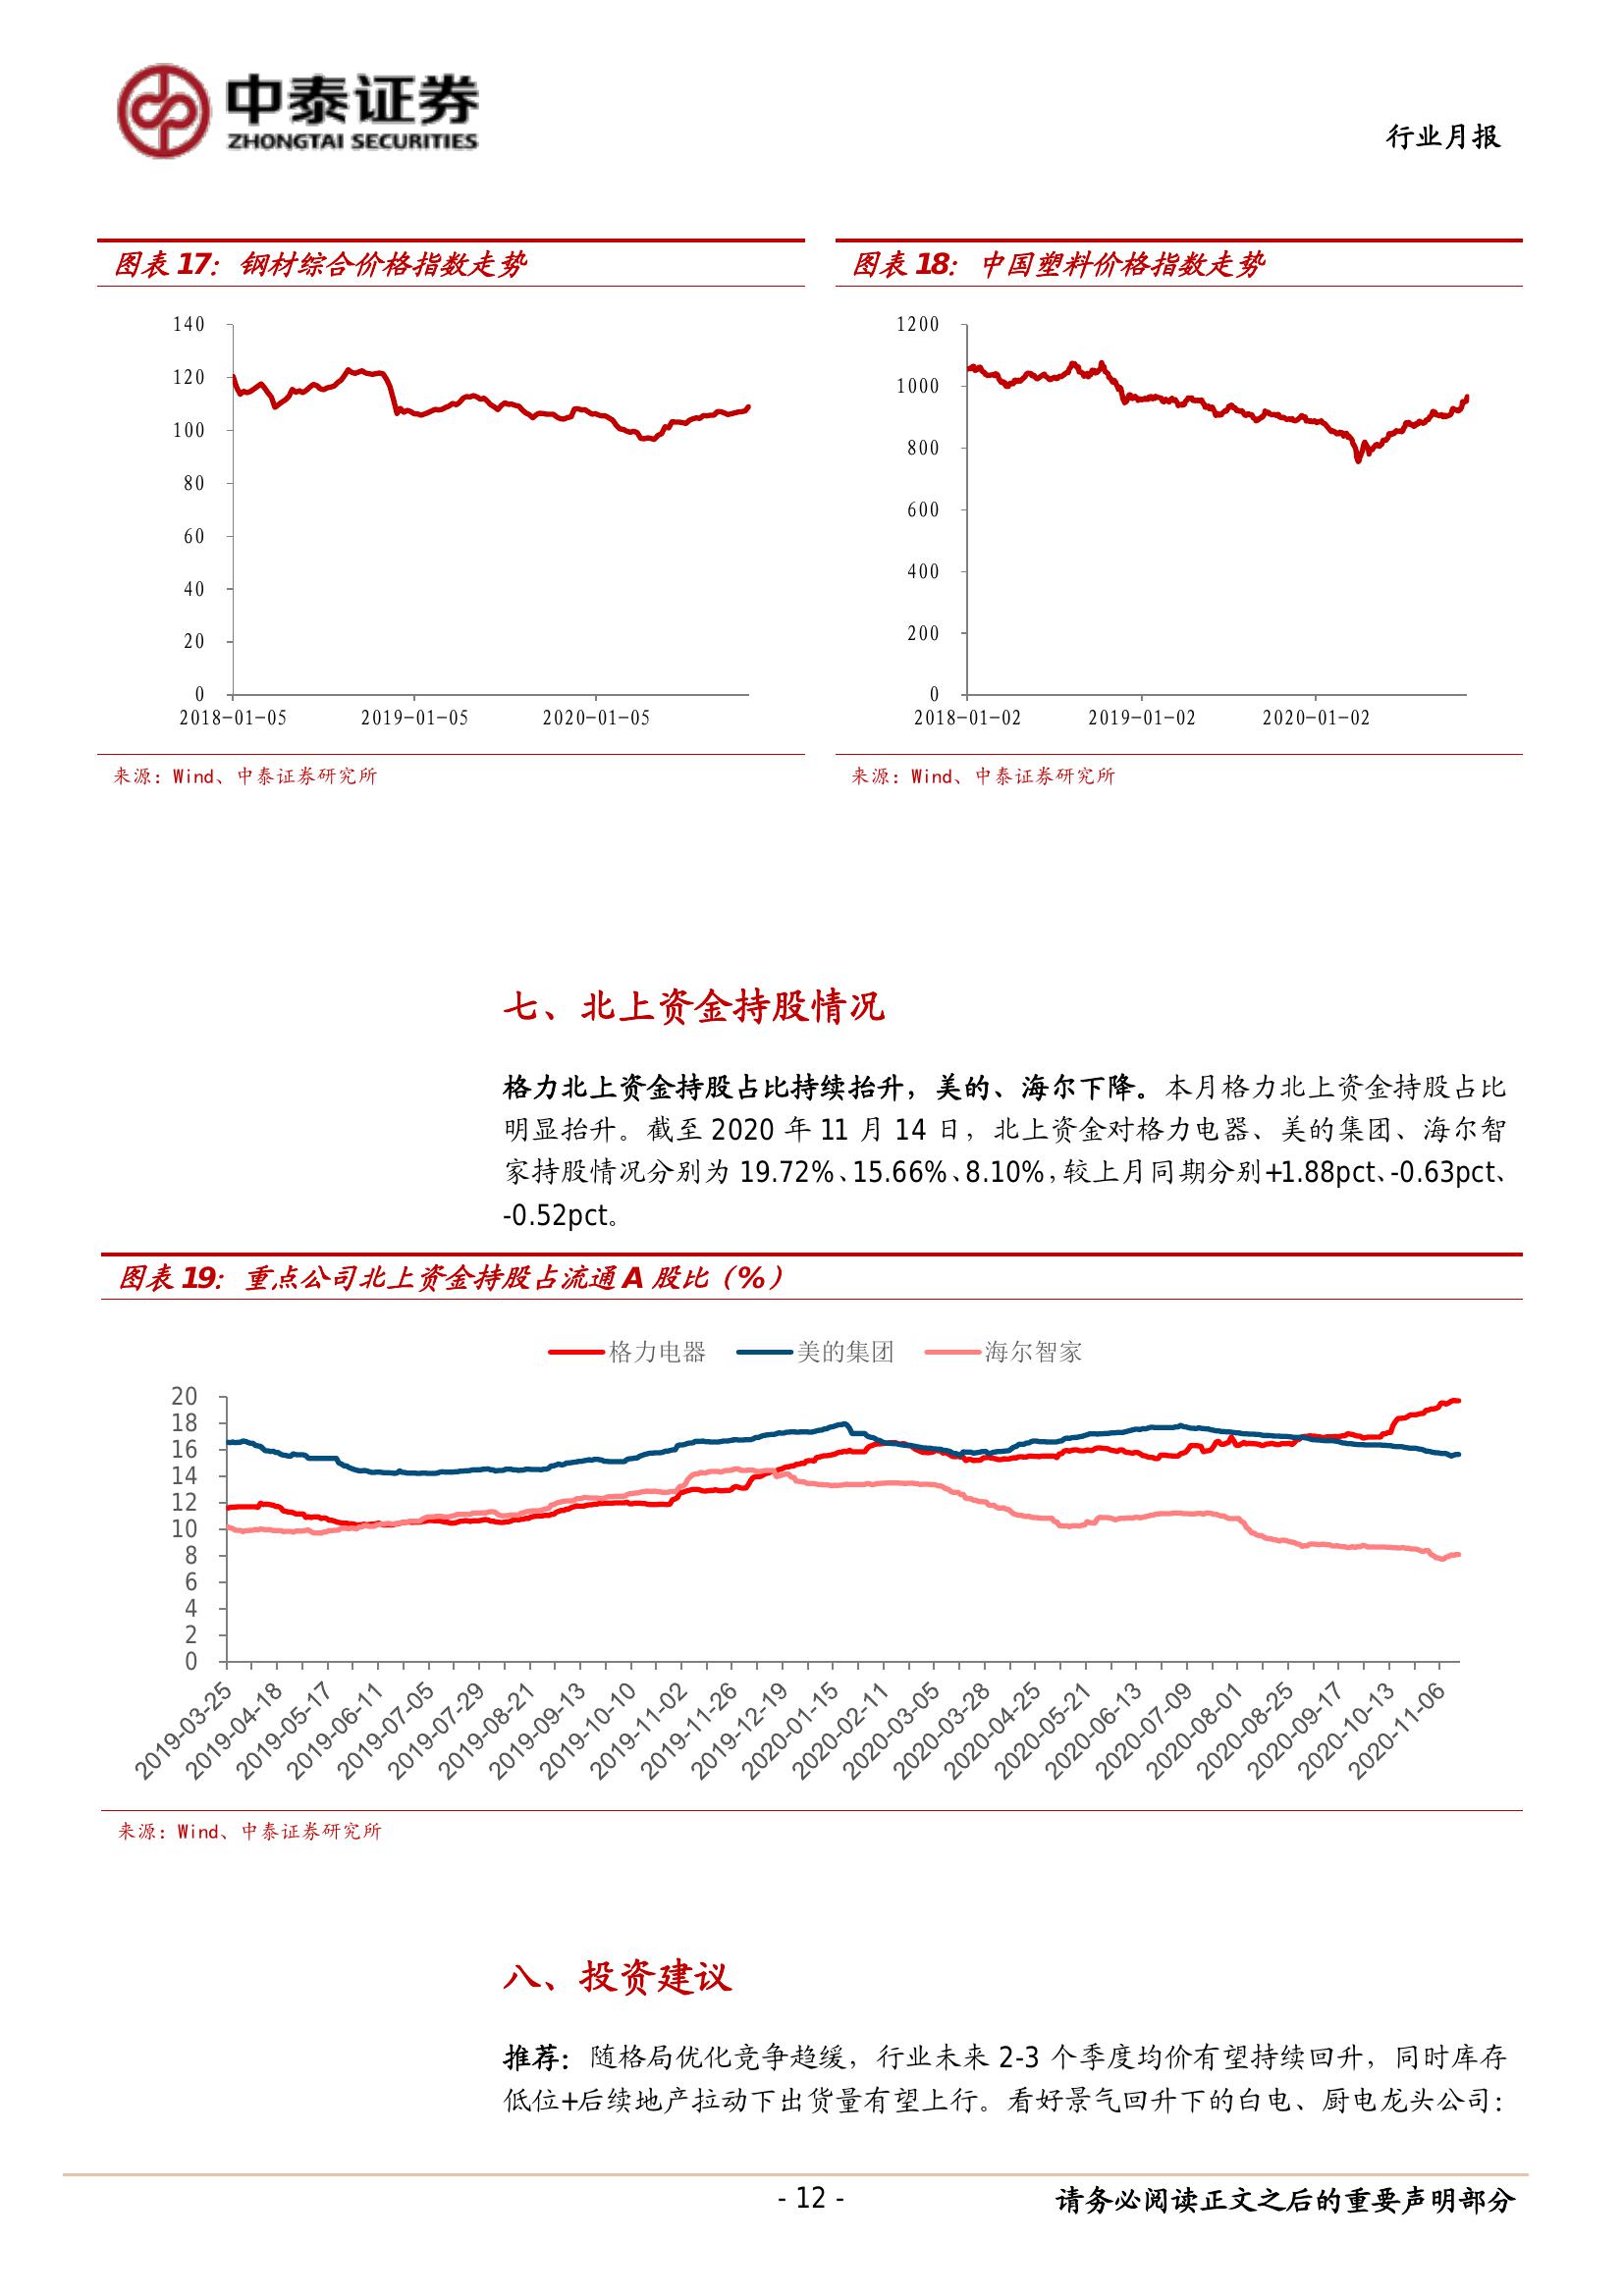 中泰证券
ZHONGTAI SECURITIES
行业月报
图表 17：钢材综合价格指数走势
140
120
100
80
60
40
20
0
2018-01-05 2019-01-05 2020-01-05
来源：Wind、中泰证券研究所
图表 18：中国塑料价格指数走势
1200
1000
800
600
400
200
0
2018-01-02 2019-01-02 2020-01-02
来源：Wind、中泰证券研究所
七、北上资金持股情况
格力北上资金持股占比持续抬升，美的、海尔下降。本月格力北上资金持股占比
明显抬升。截至 2020 年 11 月 14 日，北上资金对格力电器、美的集团、海尔智
家持股情况分别为 19.72%、15.66%、8.10%，较上月同期分别+1.88pct、-0.63pct、
-0.52pct。
图表 19：重点公司北上资金持股占流通 A 股比（%）
格力电器 美的集团 海尔智家
20
18
16
14
12
10
8
6
4
2
0
2019-03-25 2019-04-18 2019-05-17 2019-06-11 2019-07-05 2019-07-29 2019-08-21 2019-09-13 2019-10-10 2019-11-02 2019-11-26 2019-12-19 2020-01-15 2020-02-11 2020-03-05 2020-03-28 2020-04-25 2020-05-21 2020-06-13 2020-07-09 2020-08-01 2020-08-25 2020-09-17 2020-10-13 2020-11-06
来源：Wind、中泰证券研究所
八、投资建议
推荐：随格局优化竞争趋缓，行业未来 2-3 个季度均价有望持续回升，同时库存
低位+后续地产拉动下出货量有望上行。看好景气回升下的白电、厨电龙头公司：
- 12 -
请务必阅读正文之后的重要声明部分